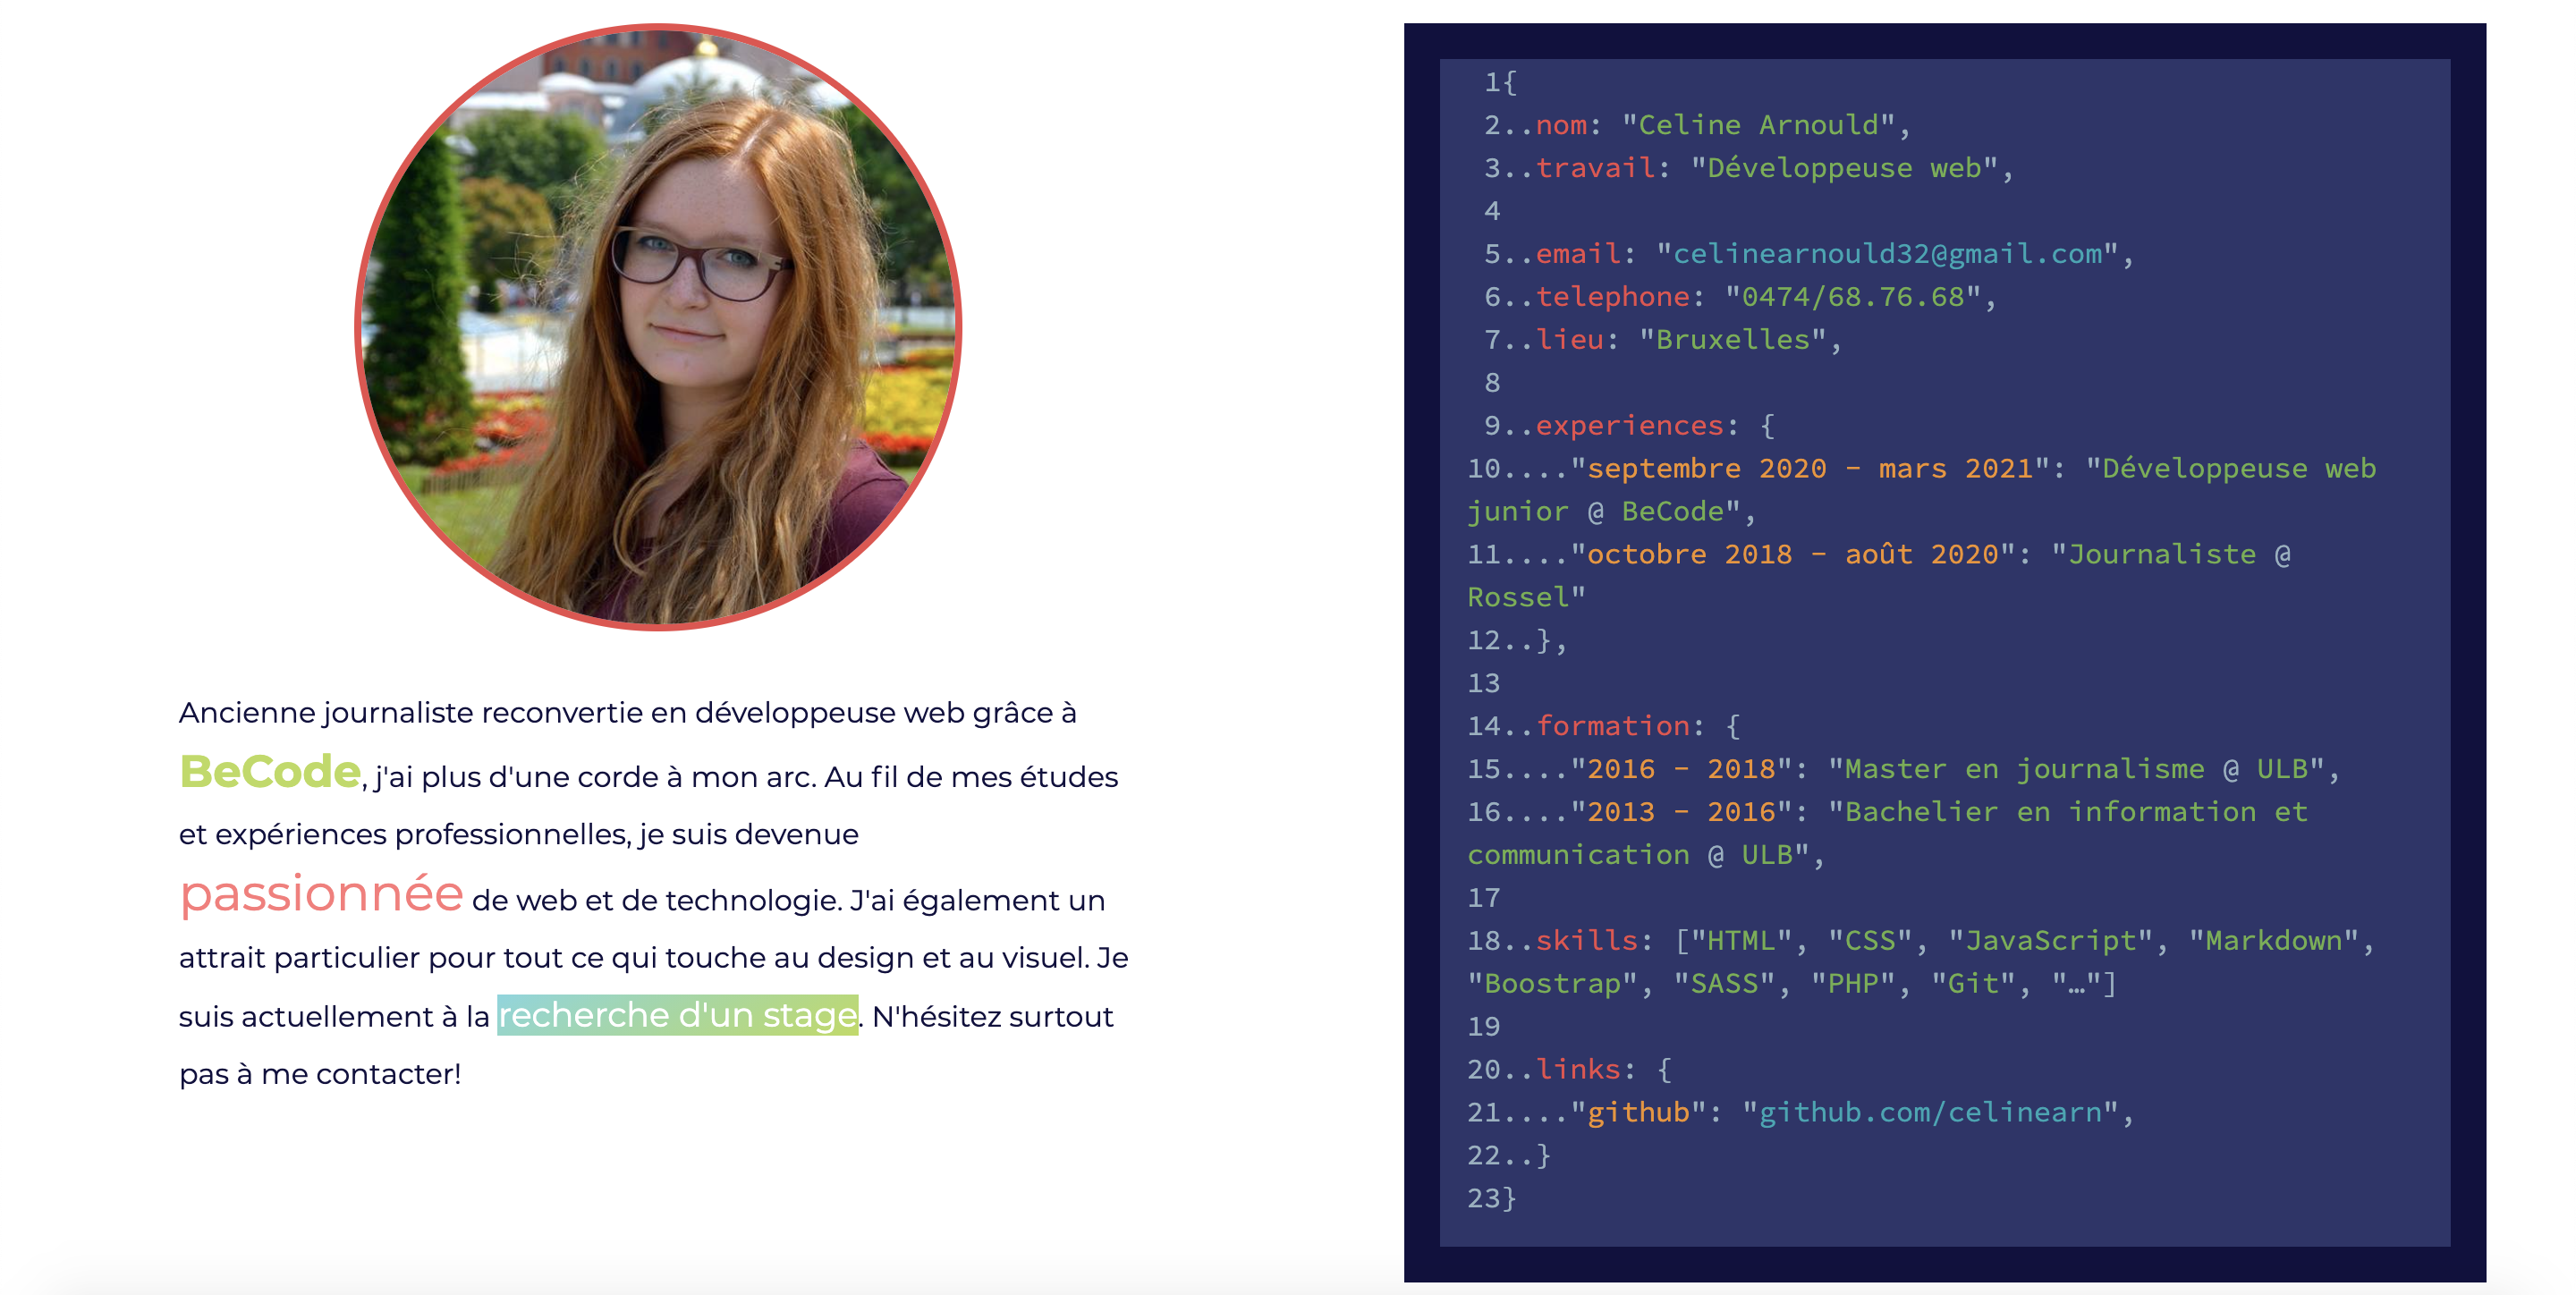 Ancienne journaliste reconvertie en développeuse web grâce à
BeCode, j'ai plus d'une corde à mon arc. Au fil de mes études
et expériences professionnelles, je suis devenue
passionnée de web et de technologie. J'ai également un
attrait particulier pour tout ce qui touche au design et au visuel. Je
suis actuellement à la recherche d'un stage. N'hésitez surtout
pas à me contacter!
1{
2..nom: "Celine Arnould",
3..travail: "Développeuse web",
4
5..email: "celinearnould32@gmail.com",
6..telephone: "0474/68.76.68",
7..lieu: "Bruxelles",
8
9..experiences: {
10...."septembre 2020 - mars 2021": "Développeuse web
junior @ BeCode",
11...."octobre 2018 - août 2020": "Journaliste @
Rossel"
12..},
13
14..formation: {
15...."2016 - 2018": "Master en journalisme @ ULB",
16...."2013 - 2016": "Bachelier en information et
communication @ ULB",
17
18..skills: ["HTML", "CSS", "JavaScript", "Markdown",
"Boostrap", "SASS", "PHP", "Git", "…"]
19
20..links: {
21...."github": "github.com/celinearn",
22..}
23}